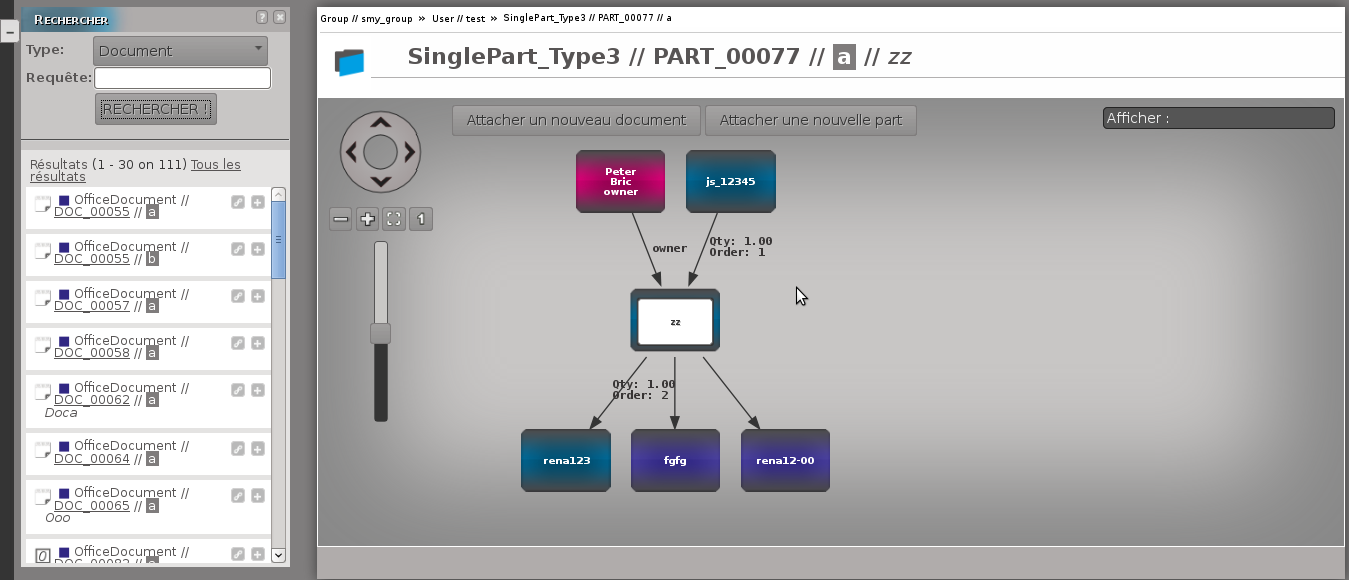 RECHERCHER
?
Type:
Document
Requête:
RECHERCHER !
Résultats (1 - 30 on 111) Tous les
résultats
OfficeDocument //
DOC_00055 // a
OfficeDocument //
DOC_00055 // b
OfficeDocument //
DOC_00057 // a
OfficeDocument //
DOC_00058 // a
OfficeDocument //
DOC_00062 // a
Doca
OfficeDocument //
DOC_00064 // a
OfficeDocument //
DOC_00065 // a
Ooo
OfficeDocument //
Group // smy_group » User // test » SinglePart_Type3 // PART_00077 // a
SinglePart_Type3 // PART_00077 // a // zz
Attacher un nouveau document
Attacher une nouvelle part
Afficher :
1
Peter
Bric
owner
js_12345
owner
Qty: 1.00
Order: 1
zz
Qty: 1.00
Order: 2
rena123
fgfg
rena12-00